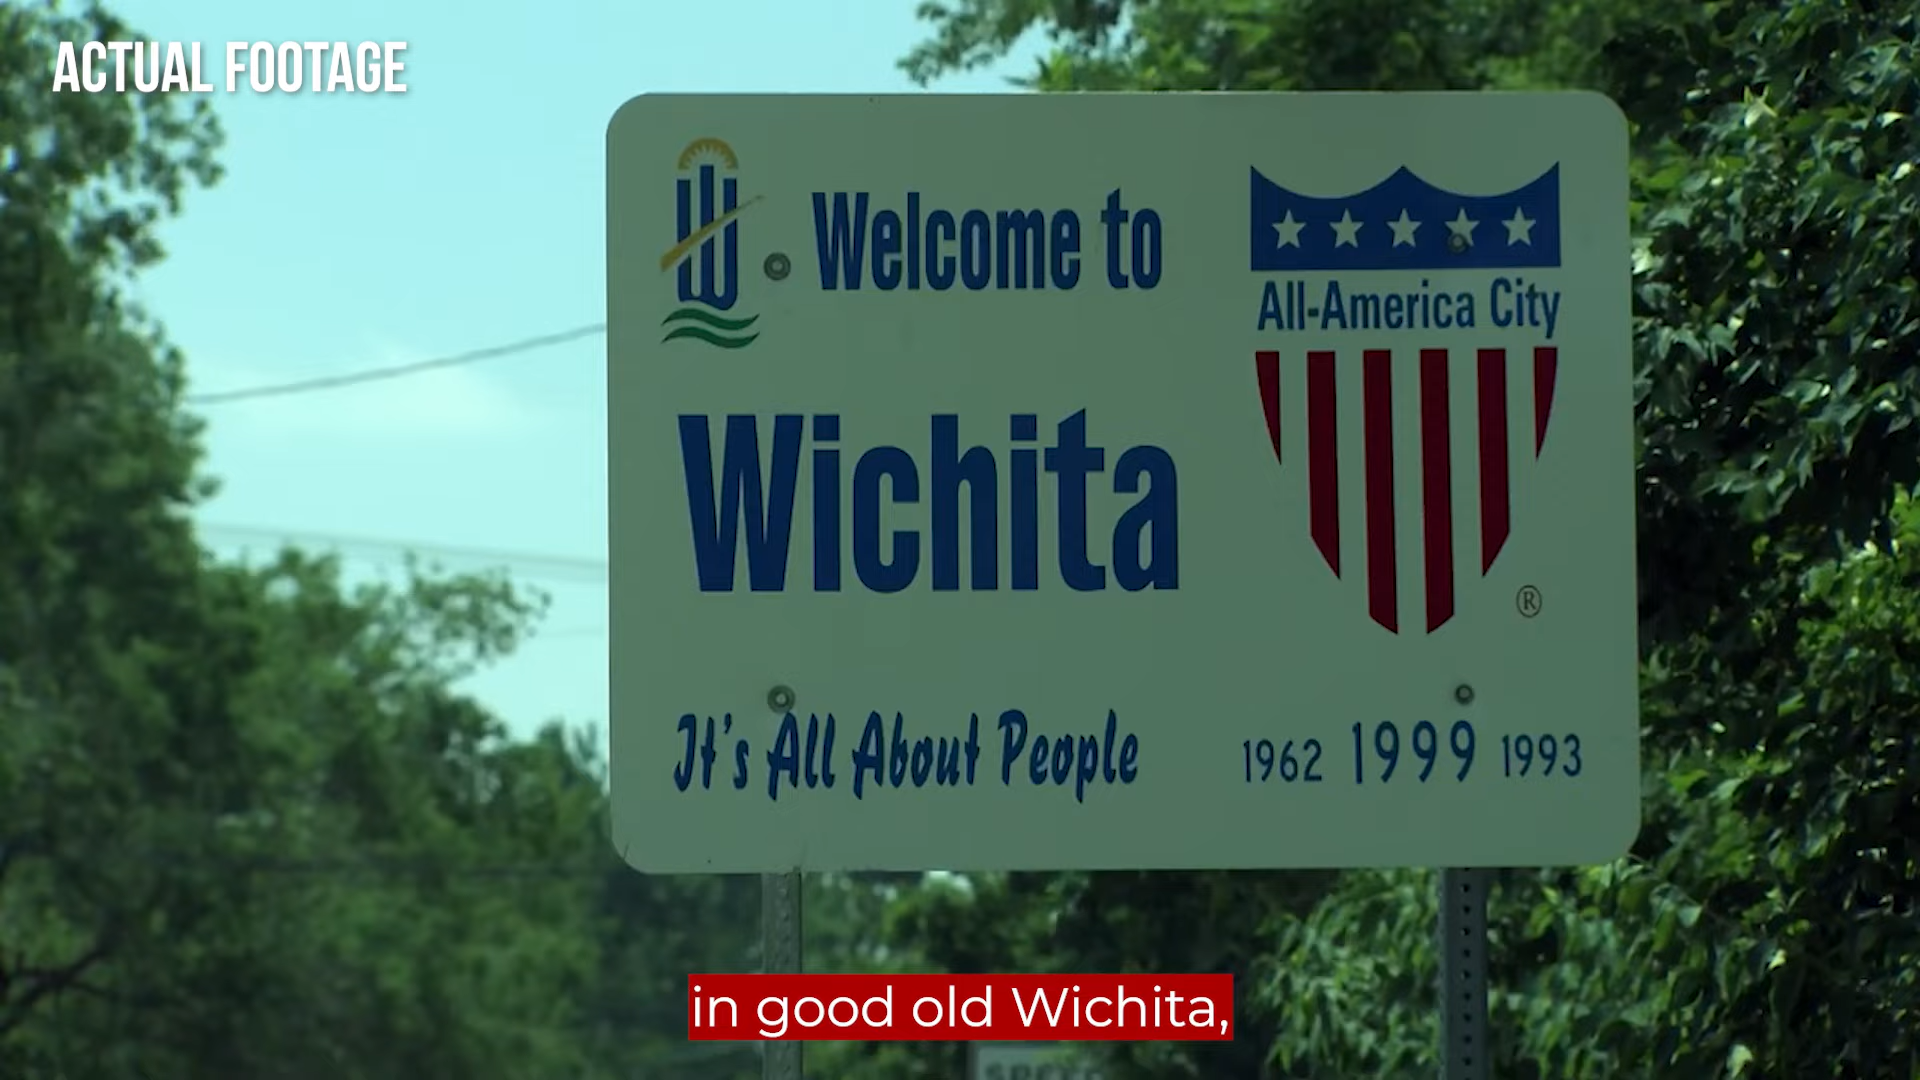 ACTUAL FOOTAGE
Welcome to
Wichita
It's All About People
All-America City
®
1962 1999 1993
in good old Wichita,